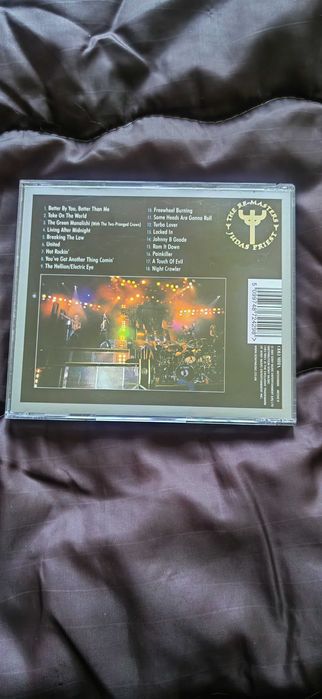 1. Better By You, Better Than Me
2. Take On The World
3. The Green Manalishi (With The Two-Pronged Crown)
4. Living After Midnight
5. Breaking The Law
6. United
7. Hot Rockin'
8. You've Got Another Thing Comin'
9. The Hellion/Electric Eye
10. Freewheel Burning
11. Some Heads Are Gonna Roll
12. Turbo Lover
13. Locked In
14. Johnny B Goode
15. Ram It Down
16. Painkiller
17. A Touch Of Evil
18. Night Crawler
THE RE-MASTERS
JUDAS PRIEST